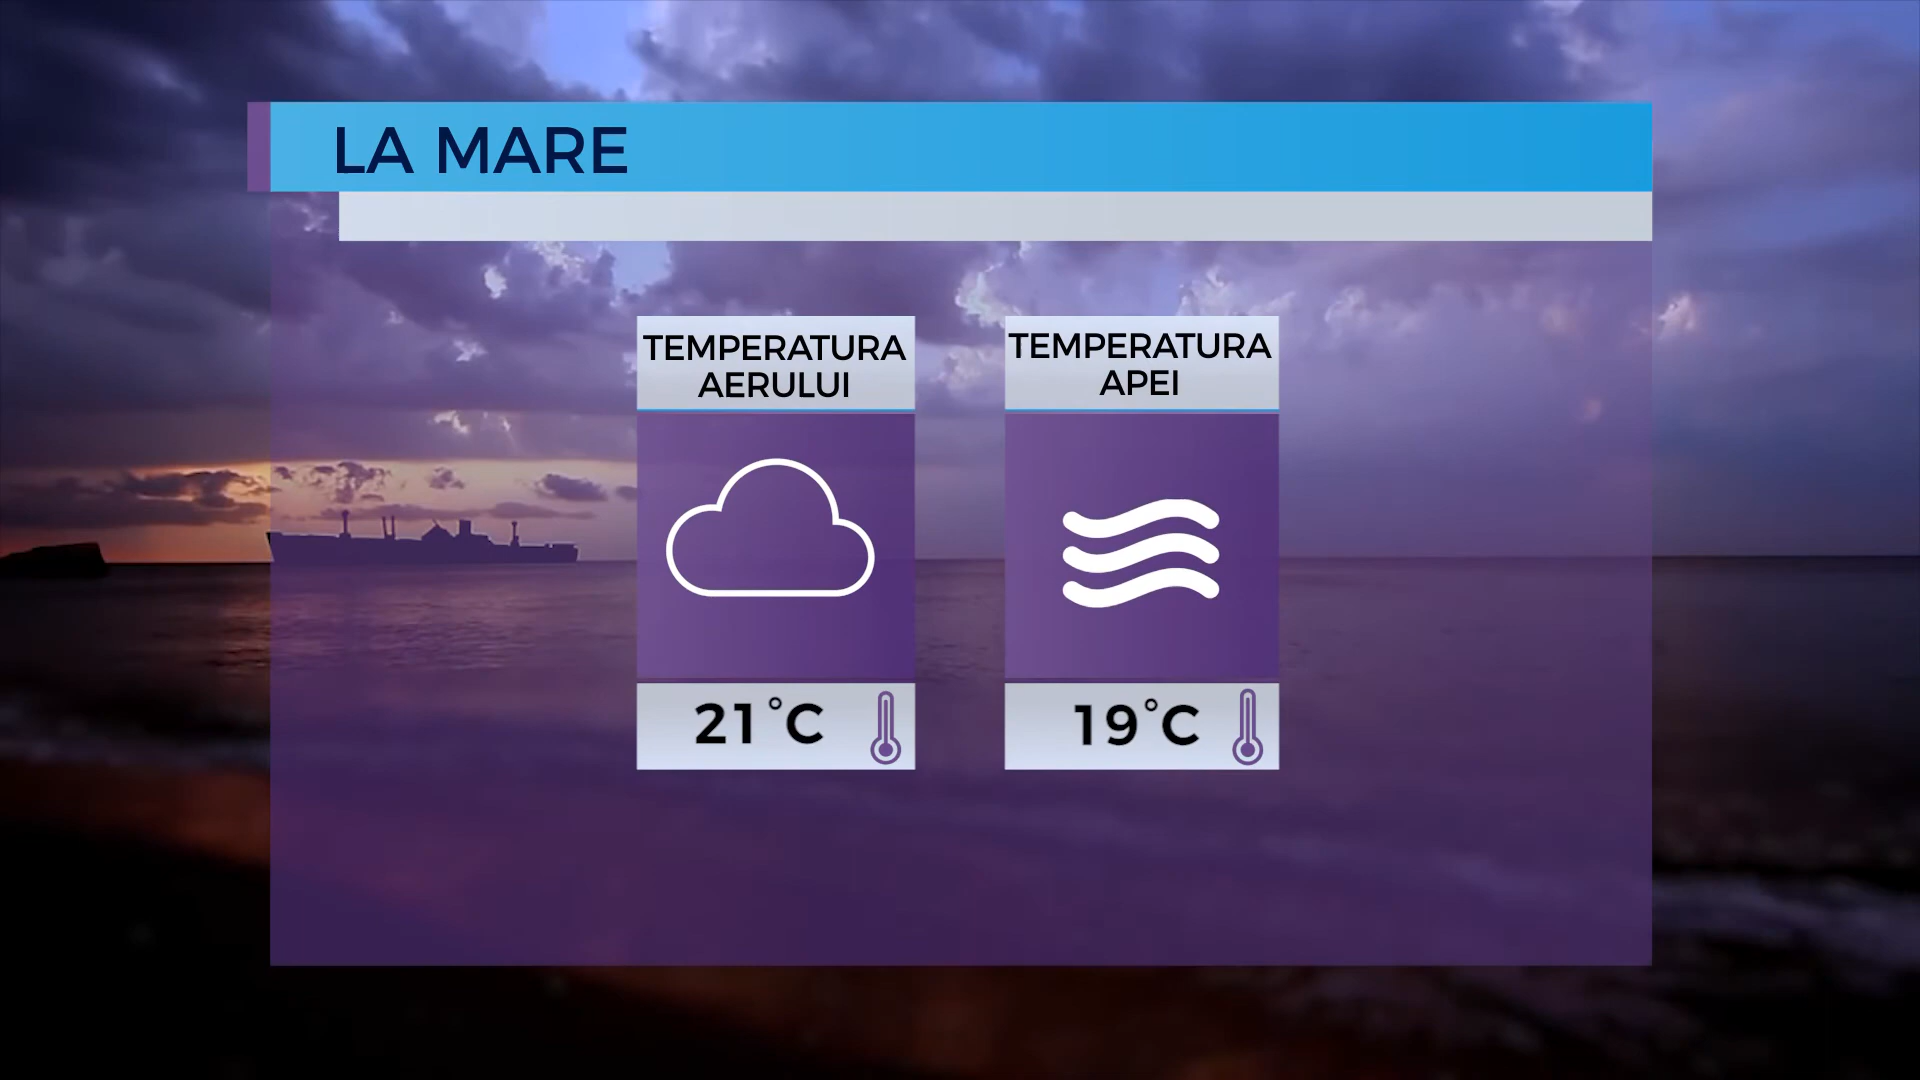 LA MARE
TEMPERATURA
AERULUI
TEMPERATURA
APEI
21°C
19°C